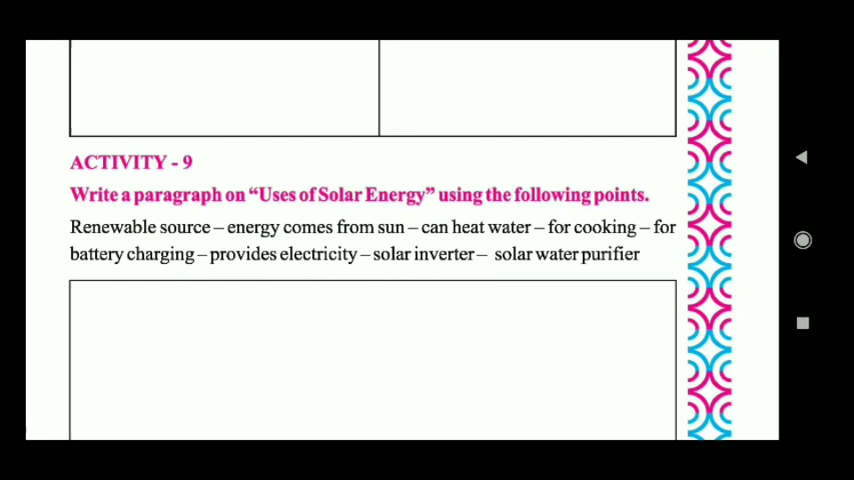 ACTIVITY - 9
Write a paragraph on “Uses of Solar Energy” using the following points.
Renewable source – energy comes from sun – can heat water – for cooking – for
battery charging – provides electricity – solar inverter – solar water purifier